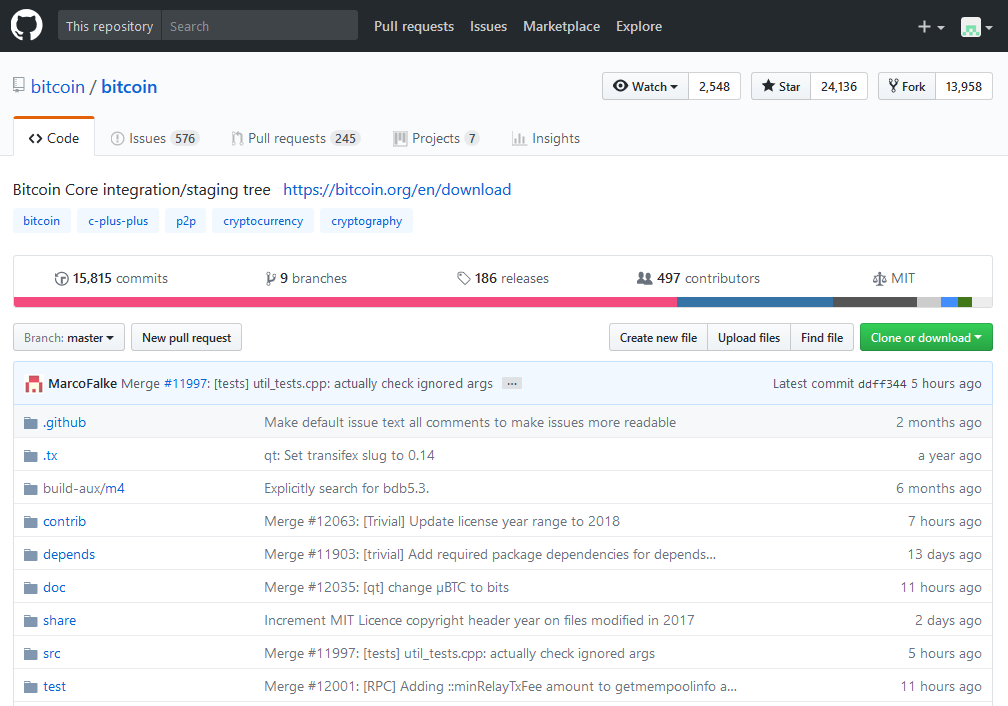 This repository Search Pull requests Issues Marketplace Explore
bitcoin / bitcoin Watch 2,548 Star 24,136 Fork 13,958
Code Issues 576 Pull requests 245 Projects 7 Insights
Bitcoin Core integration/staging tree https://bitcoin.org/en/download
bitcoin c-plus-plus p2p cryptocurrency cryptography
15,815 commits 9 branches 186 releases 497 contributors MIT
Branch: master New pull request Create new file Upload files Find file Clone or download
MarcoFalke Merge #11997: [tests] util_tests.cpp: actually check ignored args ... Latest commit ddff344 5 hours ago
.github Make default issue text all comments to make issues more readable 2 months ago
.tx qt: Set transifex slug to 0.14 a year ago
build-aux/m4 Explicitly search for bdb5.3. 6 months ago
contrib Merge #12063: [Trivial] Update license year range to 2018 7 hours ago
depends Merge #11903: [trivial] Add required package dependencies for depends... 13 days ago
doc Merge #12035: [qt] change µBTC to bits 11 hours ago
share Increment MIT Licence copyright header year on files modified in 2017 2 days ago
src Merge #11997: [tests] util_tests.cpp: actually check ignored args 5 hours ago
test Merge #12001: [RPC] Adding ::minRelayTxFee amount to getmempoolinfo a... 11 hours ago